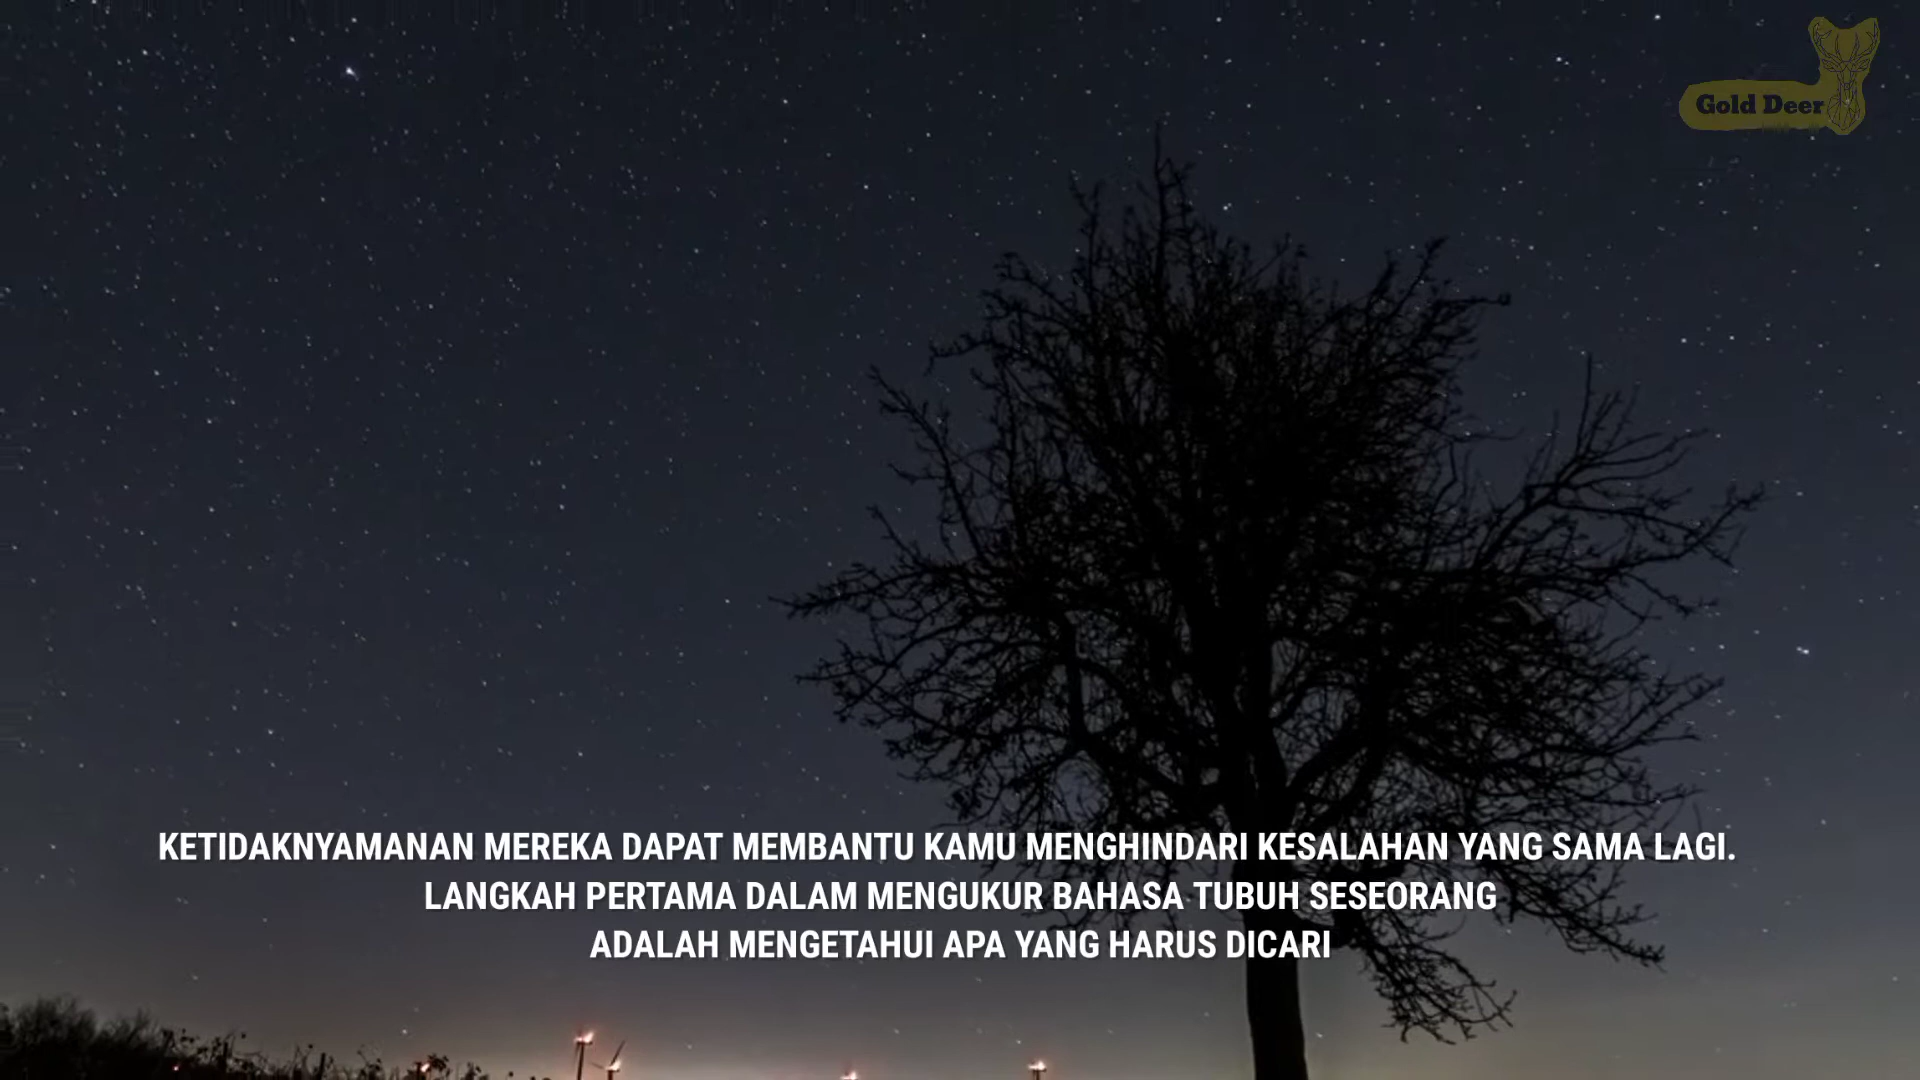 Gold Deer
KETIDAKNYAMANAN MEREKA DAPAT MEMBANTU KAMU MENGHINDARI KESALAHAN YANG SAMA LAGI.
LANGKAH PERTAMA DALAM MENGUKUR BAHASA TUBUH SESEORANG
ADALAH MENGETAHUI APA YANG HARUS DICARI